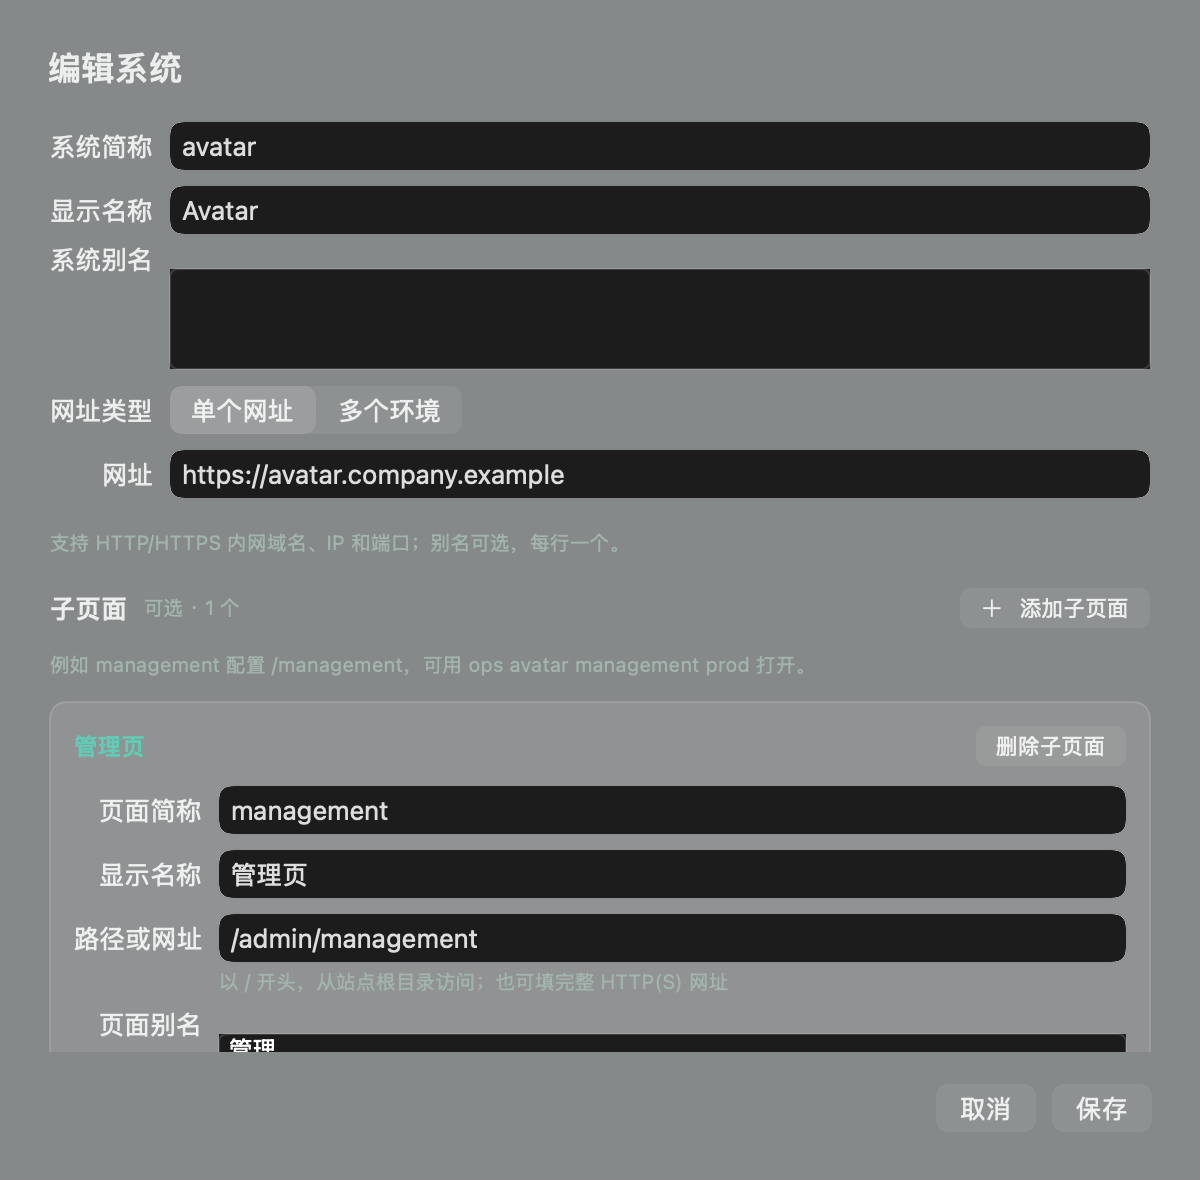 编辑系统
系统简称 avatar
显示名称 Avatar
系统别名
网址类型 单个网址 多个环境
网址 https://avatar.company.example
支持 HTTP/HTTPS 内网域名、IP 和端口；别名可选，每行一个。
子页面 可选 · 1 个 + 添加子页面
例如 management 配置 /management，可用 ops avatar management prod 打开。
管理页 删除子页面
页面简称 management
显示名称 管理页
路径或网址 /admin/management
以 / 开头，从站点根目录访问；也可填完整 HTTP(S) 网址
页面别名
管理
取消 保存